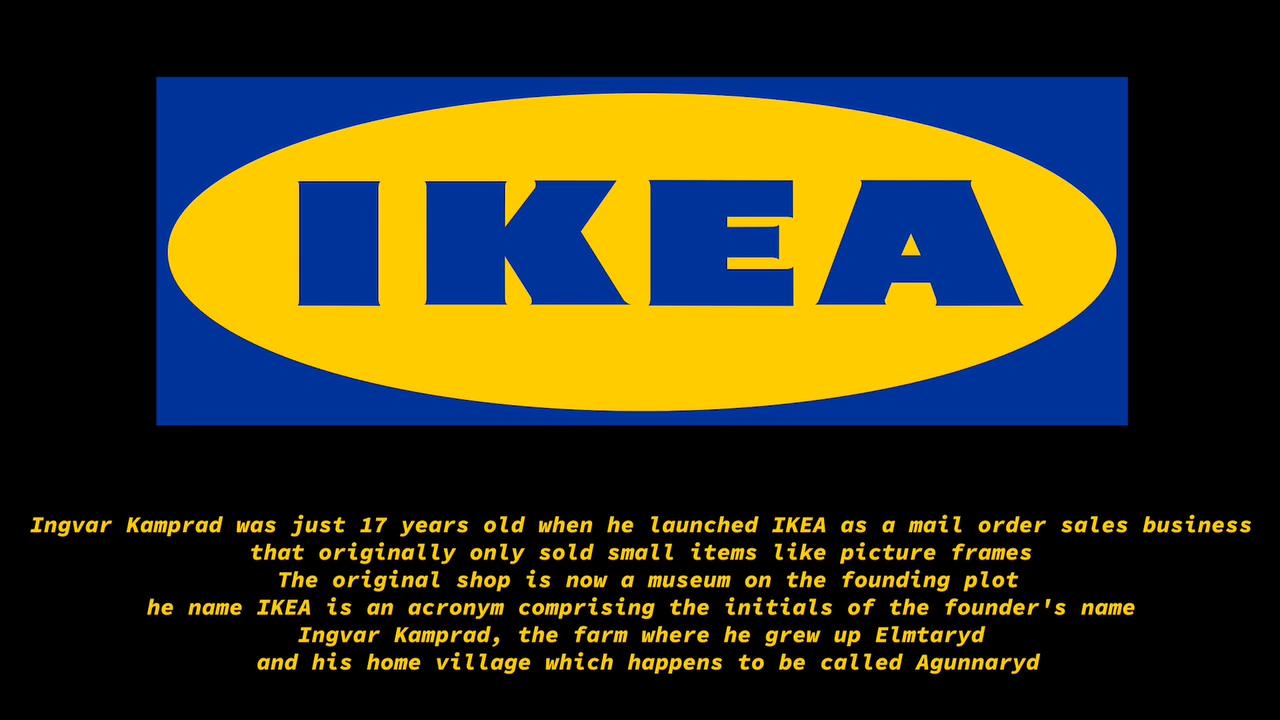 IKEA
Ingvar Kamprad was just 17 years old when he launched IKEA as a mail order sales business
that originally only sold small items like picture frames
The original shop is now a museum on the founding plot
he name IKEA is an acronym comprising the initials of the founder's name
Ingvar Kamprad, the farm where he grew up Elmtaryd
and his home village which happens to be called Agunnaryd